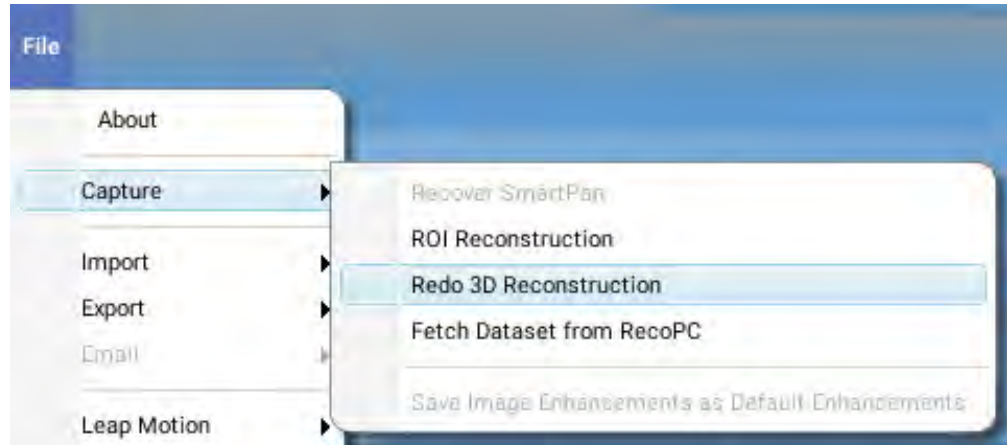 File
About
Capture
Import
Export
Email
Leap Motion
Recover SmartPan
ROI Reconstruction
Redo 3D Reconstruction
Fetch Dataset from RecoPC
Save Image Enhancements as Default Enhancements